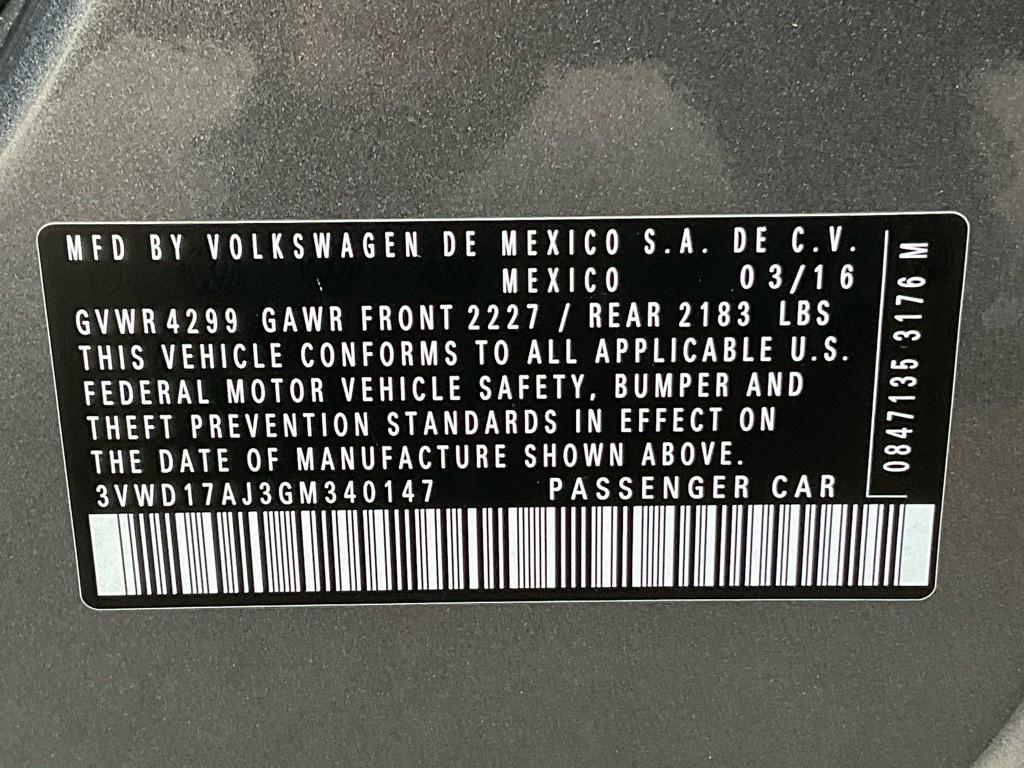 MFD BY VOLKSWAGEN DE MEXICO S.A. DE C.V.
MEXICO 03/16
GVWR 4299 GAWR FRONT 2227 / REAR 2183 LBS
THIS VEHICLE CONFORMS TO ALL APPLICABLE U.S.
FEDERAL MOTOR VEHICLE SAFETY, BUMPER AND
THEFT PREVENTION STANDARDS IN EFFECT ON
THE DATE OF MANUFACTURE SHOWN ABOVE.
3VWD17AJ3GM340147 PASSENGER CAR
0847135 3176 M